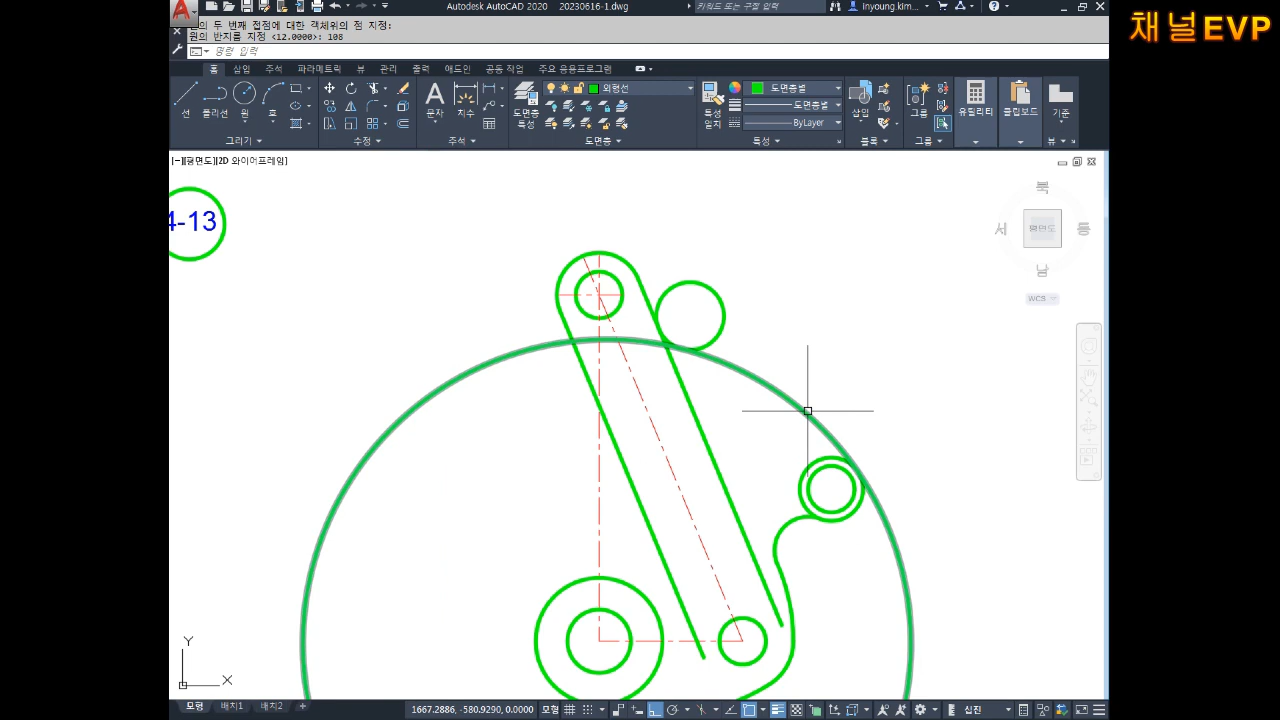 채널EVP
Autodesk AutoCAD 2020 20230616-1.dwg
키워드 또는 구문 입력
inyoung kim...
두 번째 접점에 대한 객체위의 점 지정:
원의 반지름 지정 <12.0000>: 108
명령 입력
홈 삽입 주석 파라메트릭 뷰 관리 출력 애드인 공동 작업 주요 응용프로그램
외형선
도면층별
도면층별
ByLayer
선 폴리선 원 호
문자 치수
도면층
특성
특성
일치
삽입
그룹
유틸리티
클립보드
기준
그리기 수정 주석 도면층 특성 블록 그룹 뷰
[-][평면도][2D 와이어프레임]
4-13
북
서 평면도 동
남
WCS
Y
X
모형 배치1 배치2 +
1667.2886, -580.9290, 0.0000 모형
십진